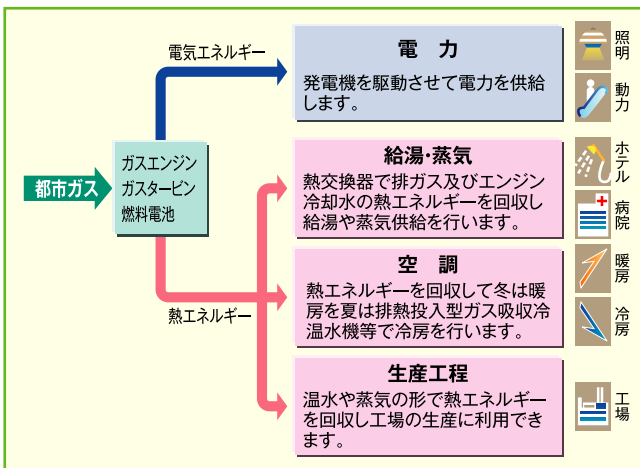 電気エネルギー
都市ガス
ガスエンジン
ガスタービン
燃料電池
熱エネルギー
電 力
発電機を駆動させて電力を供給
します。
照明
動力
給湯・蒸気
熱交換器で排ガス及びエンジン
冷却水の熱エネルギーを回収し
給湯や蒸気供給を行います。
ホテル
病院
空 調
熱エネルギーを回収して冬は暖
房を夏は排熱投入型ガス吸収冷
温水機等で冷房を行います。
暖房
冷房
生産工程
温水や蒸気の形で熱エネルギー
を回収し工場の生産に利用でき
ます。
工場